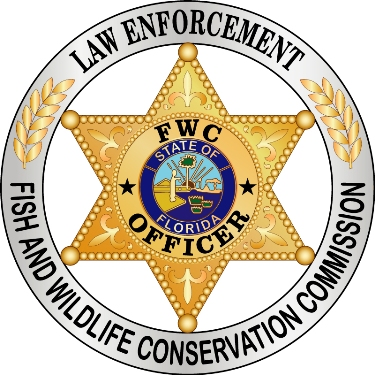 LAW ENFORCEMENT
FWC
STATE OF
FLORIDA
OFFICER
FISH AND WILDLIFE CONSERVATION COMMISSION